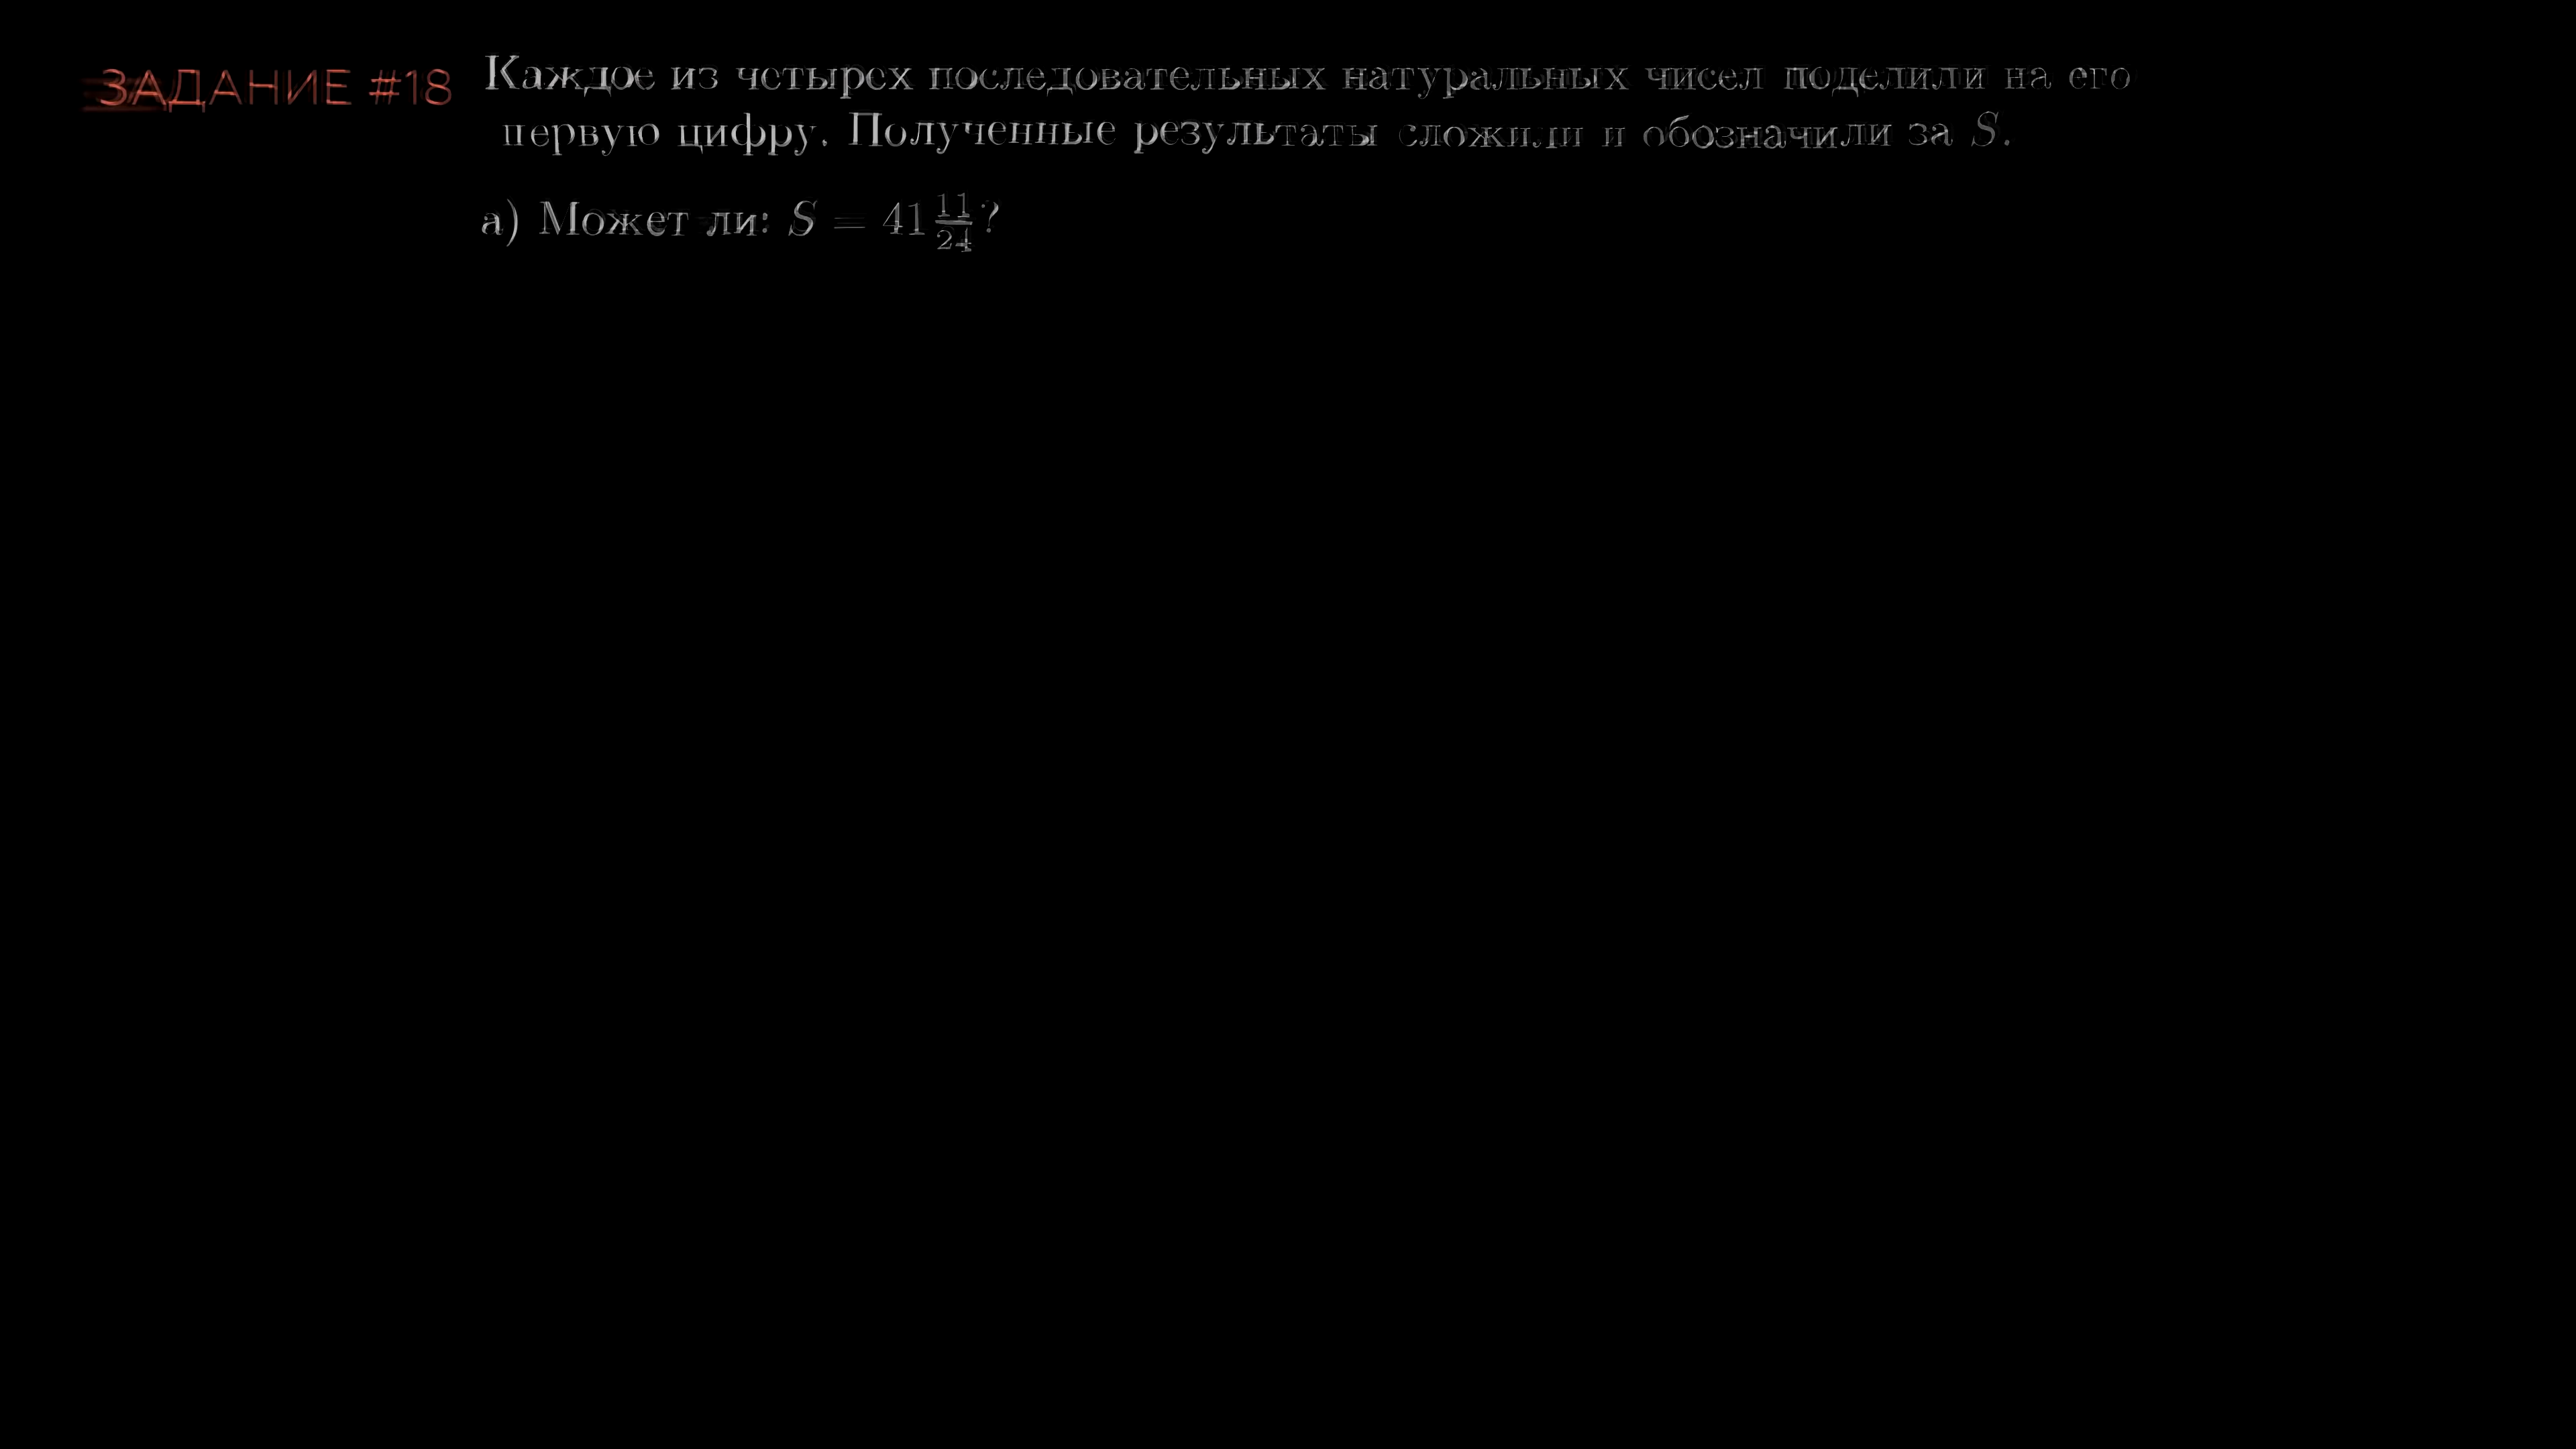 ЗАДАНИЕ #18 Каждое из четырех последовательных натуральных чисел поделили на его
первую цифру. Полученные результаты сложили и обозначили за S.
а) Может ли: S = 41 11/24?